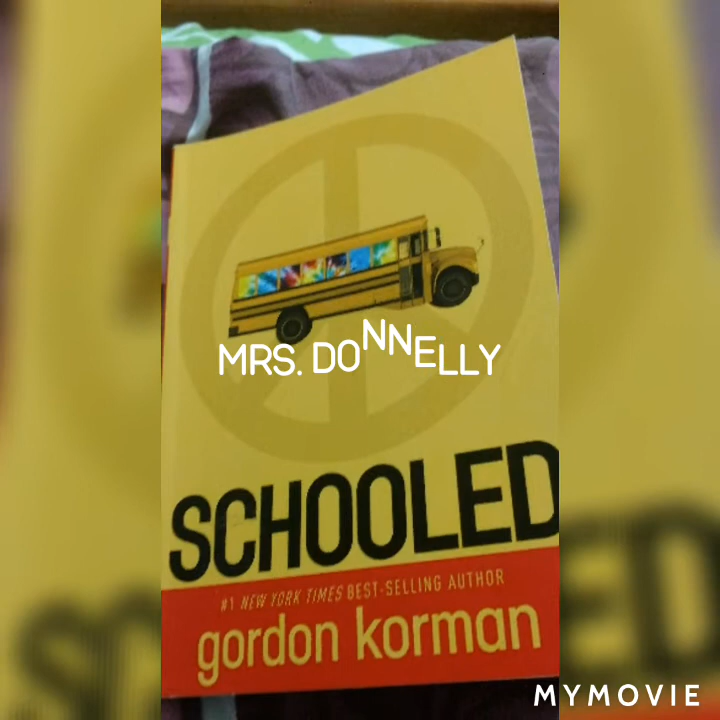 MRS. DONNELLY
SCHOOLED
#1 NEW YORK TIMES BEST-SELLING AUTHOR
gordon korman
MYMOVIE